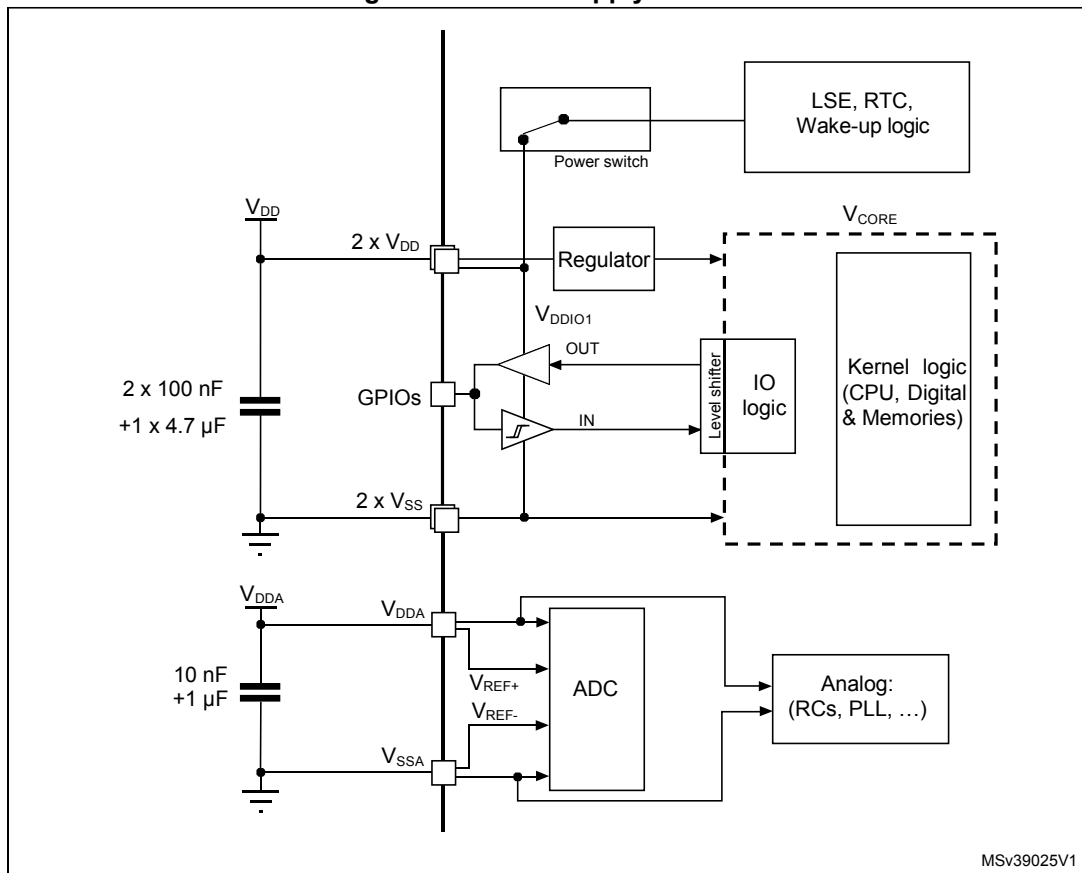 LSE, RTC,
Wake-up logic
Power switch
VDD
VCORE
2 x VDD
Regulator
VDDIO1
OUT
Level shifter
IO
logic
Kernel logic
(CPU, Digital
& Memories)
2 x 100 nF
+1 x 4.7 µF
GPIOs
IN
2 x VSS
VDDA
VDDA
10 nF
+1 µF
VREF+
ADC
VREF-
Analog:
(RCs, PLL, …)
VSSA
MSv39025V1